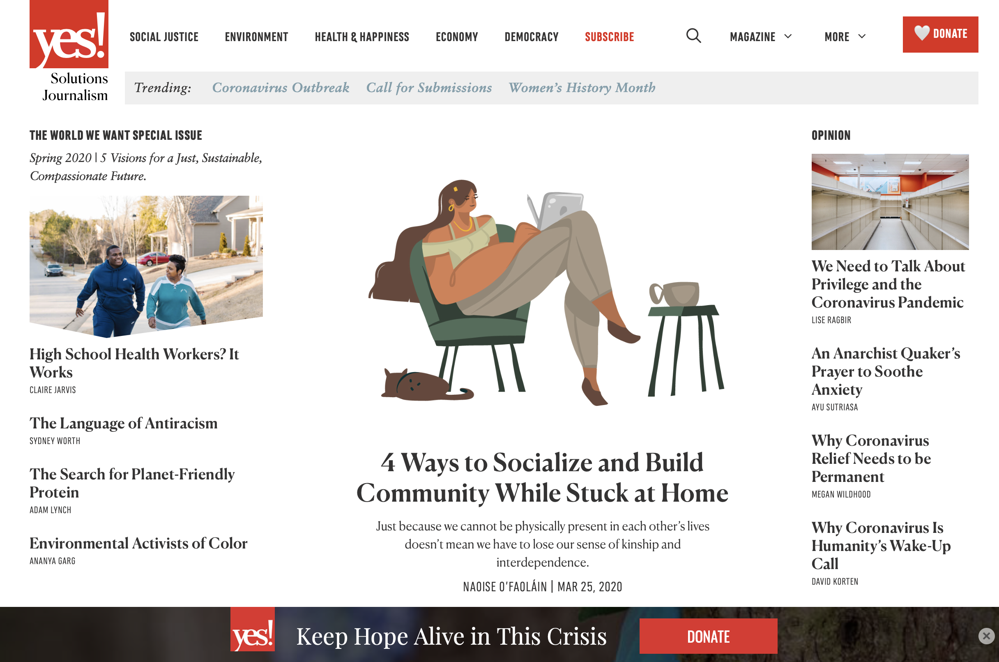 yes!
Solutions
Journalism
SOCIAL JUSTICE ENVIRONMENT HEALTH & HAPPINESS ECONOMY DEMOCRACY SUBSCRIBE MAGAZINE MORE DONATE
Trending: Coronavirus Outbreak Call for Submissions Women’s History Month
THE WORLD WE WANT SPECIAL ISSUE
Spring 2020 | 5 Visions for a Just, Sustainable,
Compassionate Future.
High School Health Workers? It
Works
CLAIRE JARVIS
The Language of Antiracism
SYDNEY WORTH
The Search for Planet-Friendly
Protein
ADAM LYNCH
Environmental Activists of Color
ANANYA GARG
4 Ways to Socialize and Build
Community While Stuck at Home
Just because we cannot be physically present in each other’s lives
doesn’t mean we have to lose our sense of kinship and
interdependence.
NAOISE O’FAOLÁIN | MAR 25, 2020
OPINION
We Need to Talk About
Privilege and the
Coronavirus Pandemic
LISE RAGBIR
An Anarchist Quaker’s
Prayer to Soothe
Anxiety
AYU SUTRIASA
Why Coronavirus
Relief Needs to be
Permanent
MEGAN WILDHOOD
Why Coronavirus Is
Humanity’s Wake-Up
Call
DAVID KORTEN
yes! Keep Hope Alive in This Crisis DONATE